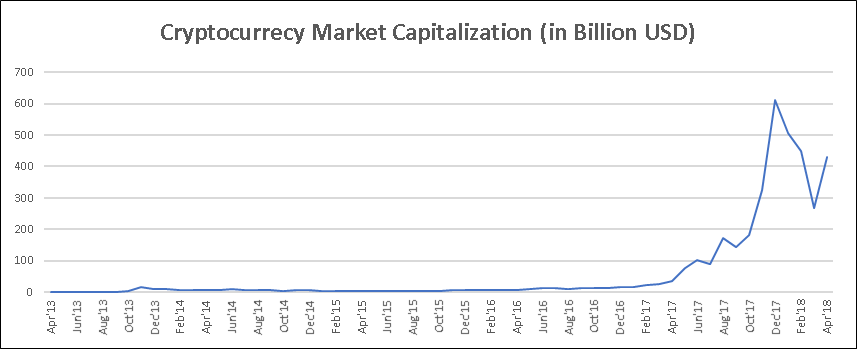 Cryptocurrecy Market Capitalization (in Billion USD)
700
600
500
400
300
200
100
0
Apr'13
Jun'13
Aug'13
Oct'13
Dec'13
Feb'14
Apr'14
Jun'14
Aug'14
Oct'14
Dec'14
Feb'15
Apr'15
Jun'15
Aug'15
Oct'15
Dec'15
Feb'16
Apr'16
Jun'16
Aug'16
Oct'16
Dec'16
Feb'17
Apr'17
Jun'17
Aug'17
Oct'17
Dec'17
Feb'18
Apr'18